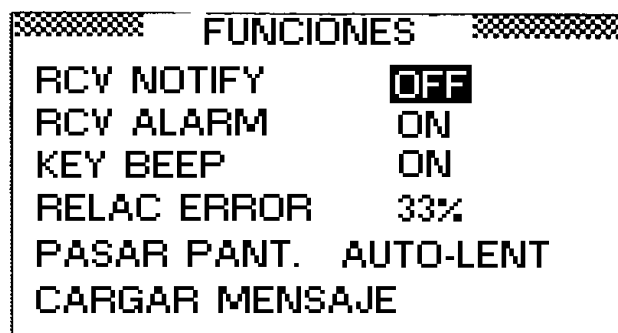 FUNCIONES
RCV NOTIFY OFF
RCV ALARM ON
KEY BEEP ON
RELAC ERROR 33%
PASAR PANT. AUTO-LENT
CARGAR MENSAJE